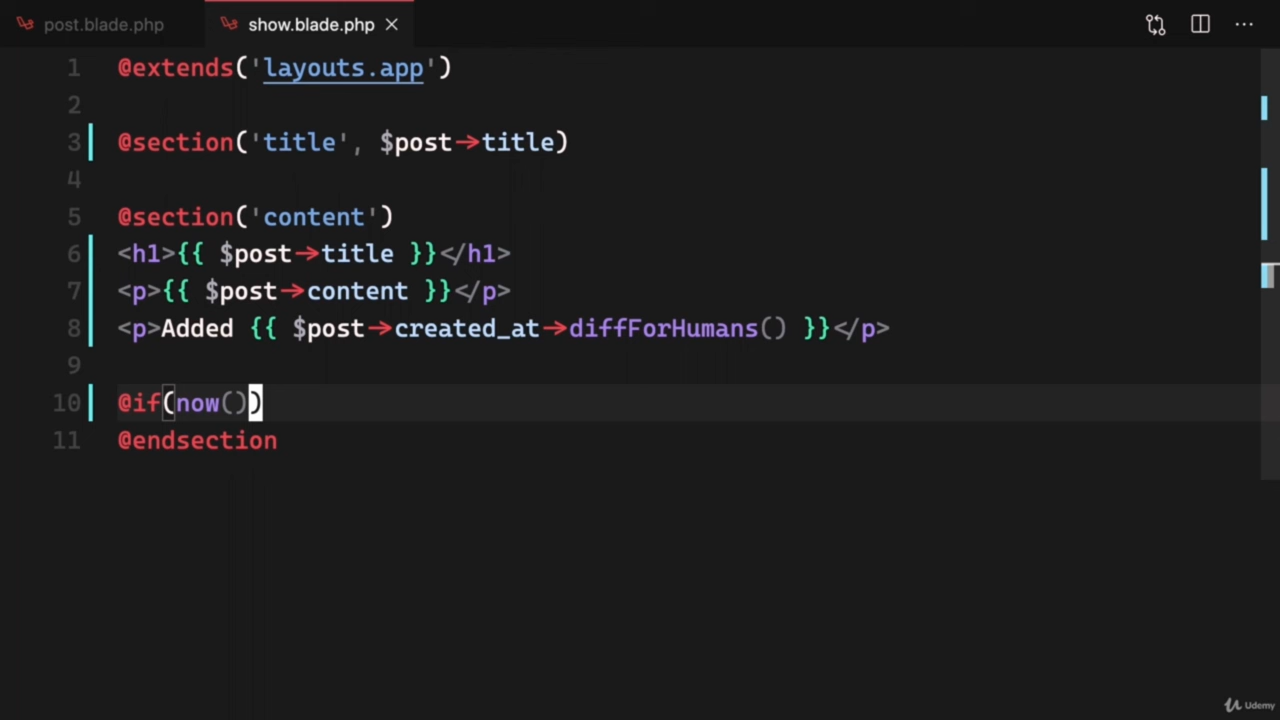 post.blade.php show.blade.php
1 @extends('layouts.app')
2
3 @section('title', $post->title)
4
5 @section('content')
6 <h1>{{ $post->title }}</h1>
7 <p>{{ $post->content }}</p>
8 <p>Added {{ $post->created_at->diffForHumans() }}</p>
9
10 @if(now())
11 @endsection
Udemy